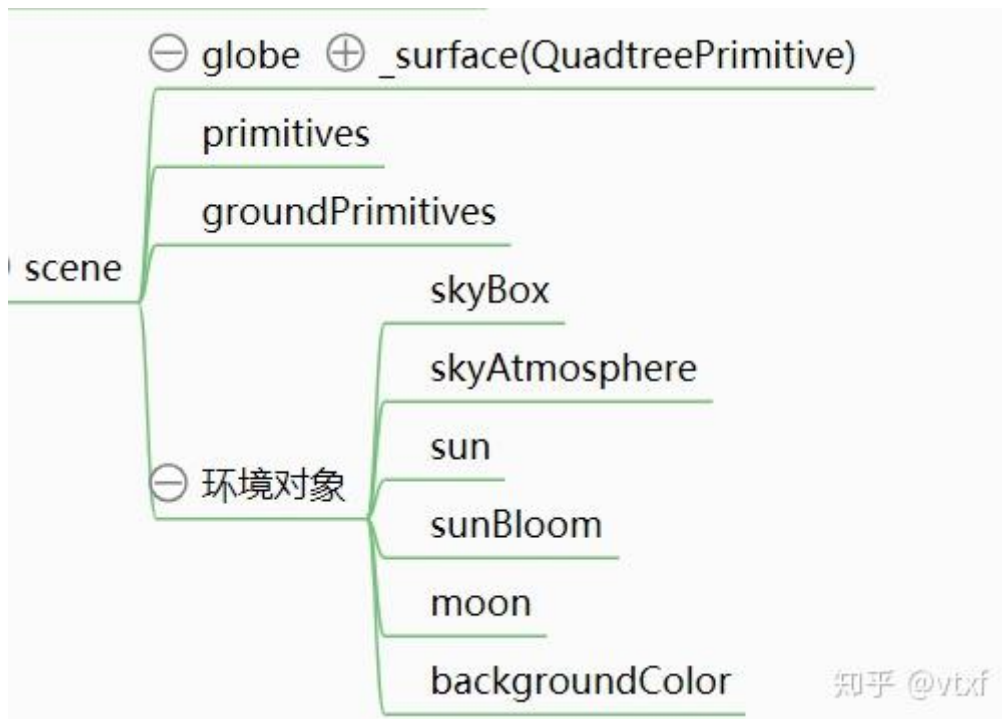 globe _surface(QuadtreePrimitive)
primitives
groundPrimitives
scene
skyBox
skyAtmosphere
sun
环境对象
sunBloom
moon
backgroundColor
知乎 @vtxf